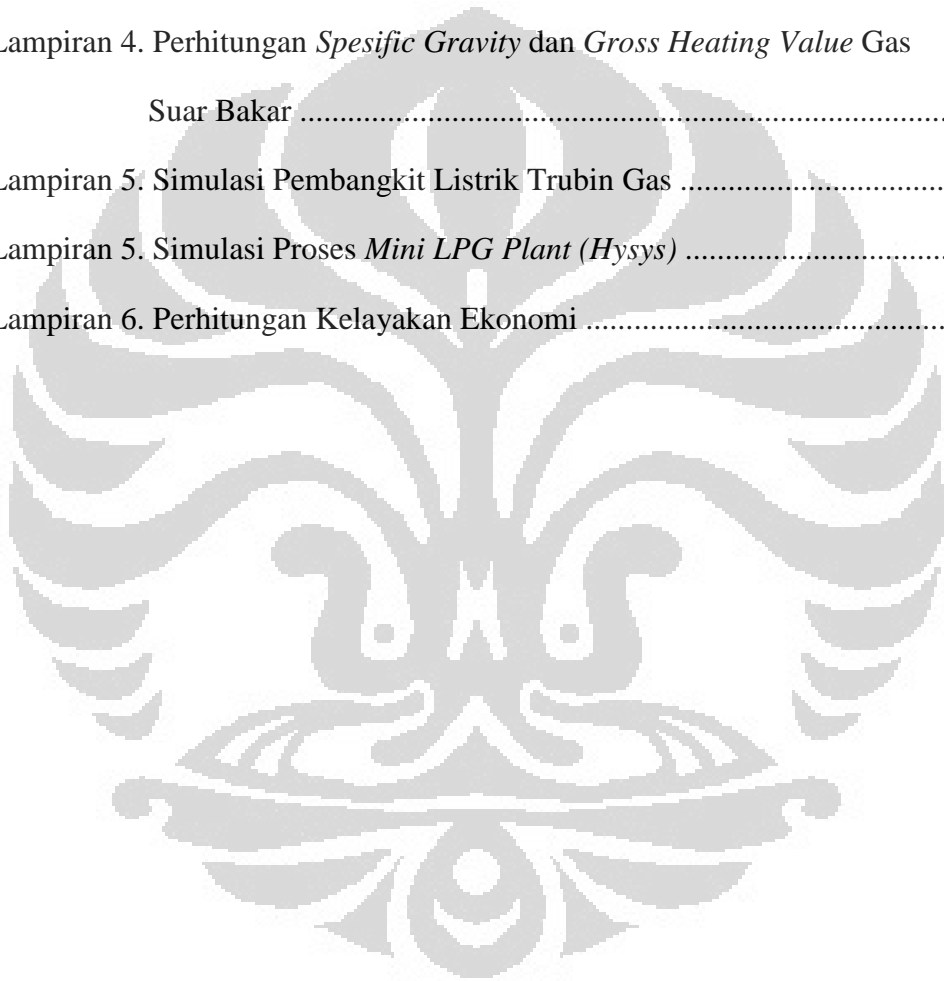 Lampiran 4. Perhitungan Spesific Gravity dan Gross Heating Value Gas
Suar Bakar ....................................................................................
Lampiran 5. Simulasi Pembangkit Listrik Trubin Gas ..................................
Lampiran 5. Simulasi Proses Mini LPG Plant (Hysys) .................................
Lampiran 6. Perhitungan Kelayakan Ekonomi ..............................................